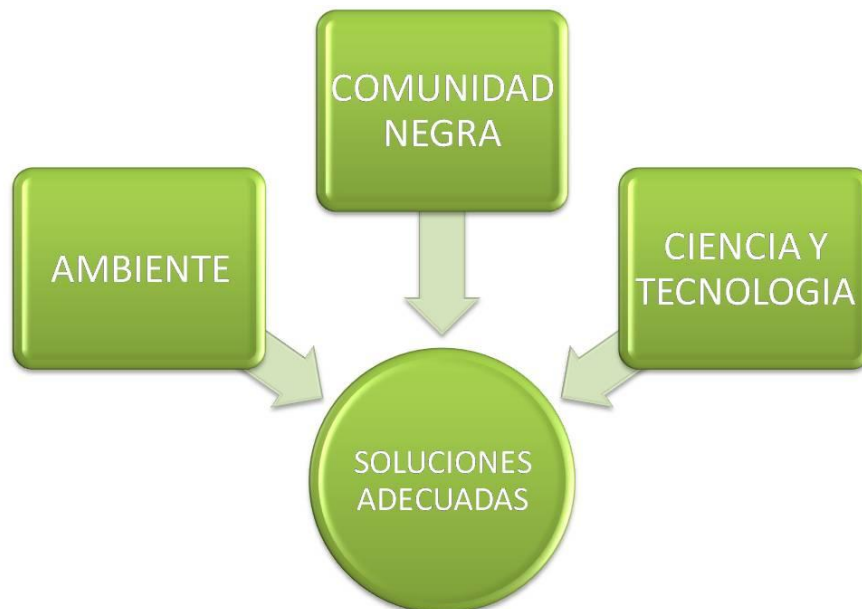 COMUNIDAD
NEGRA
AMBIENTE
CIENCIA Y
TECNOLOGIA
SOLUCIONES
ADECUADAS